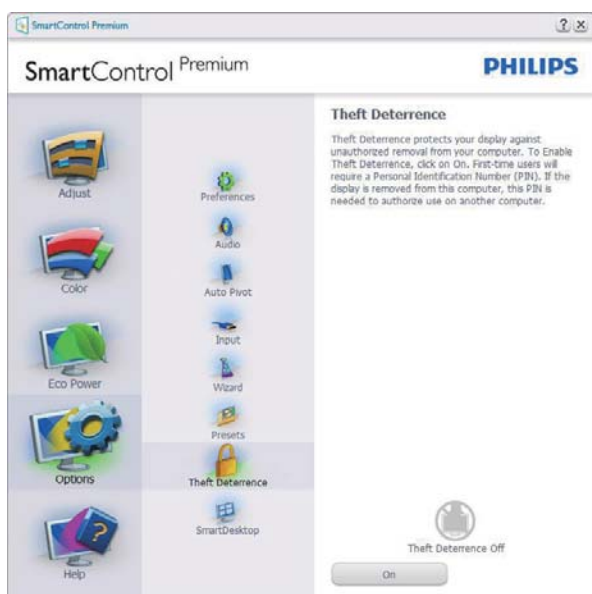 SmartControl Premium
SmartControl Premium
PHILIPS
Adjust
Color
Eco Power
Options
Help
Preferences
Audio
Auto Pivot
Input
Wizard
Presets
Theft Deterrence
SmartDesktop
Theft Deterrence
Theft Deterrence protects your display against
unauthorized removal from your computer. To Enable
Theft Deterrence, click on On. First-time users will
require a Personal Identification Number (PIN). If the
display is removed from this computer, this PIN is
needed to authorize use on another computer.
Theft Deterrence Off
On